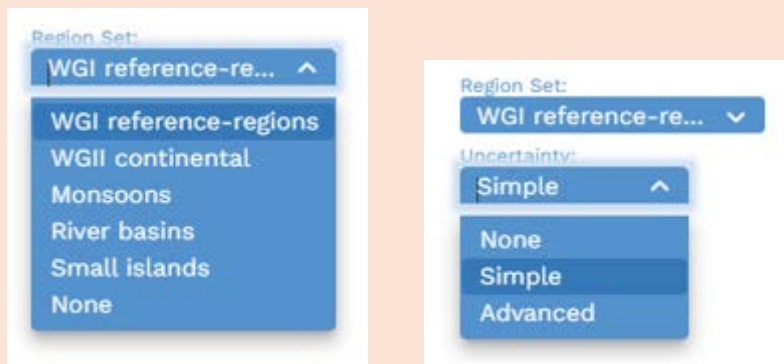 Region Set:
WGI reference-re...
WGI reference-regions
WGII continental
Monsoons
River basins
Small islands
None
Region Set:
WGI reference-re...
Uncertainty:
Simple
None
Simple
Advanced